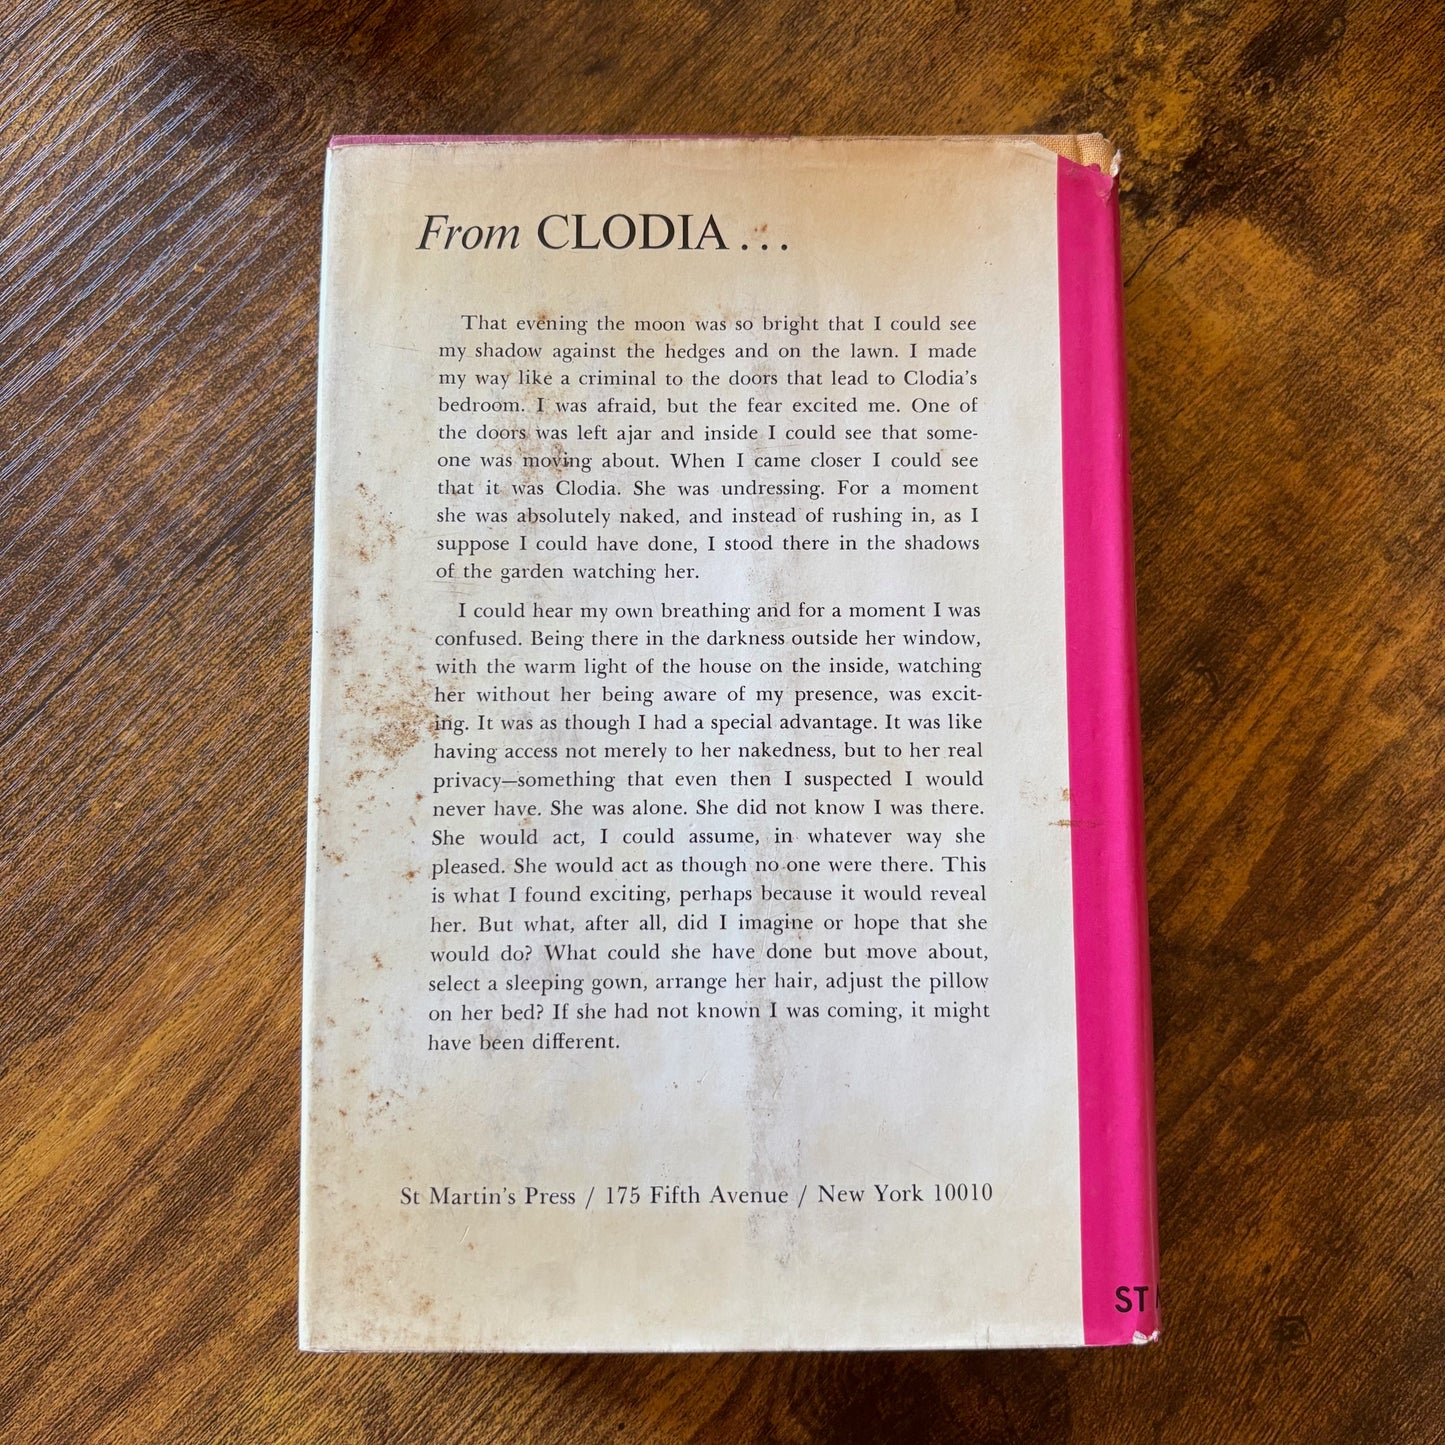 From CLODIA...
That evening the moon was so bright that I could see
my shadow against the hedges and on the lawn. I made
my way like a criminal to the doors that lead to Clodia's
bedroom. I was afraid, but the fear excited me. One of
the doors was left ajar and inside I could see that some-
one was moving about. When I came closer I could see
that it was Clodia. She was undressing. For a moment
she was absolutely naked, and instead of rushing in, as I
suppose I could have done, I stood there in the shadows
of the garden watching her.
I could hear my own breathing and for a moment I was
confused. Being there in the darkness outside her window,
with the warm light of the house on the inside, watching
her without her being aware of my presence, was excit-
ing. It was as though I had a special advantage. It was like
having access not merely to her nakedness, but to her real
privacy—something that even then I suspected I would
never have. She was alone. She did not know I was there.
She would act, I could assume, in whatever way she
pleased. She would act as though no one were there. This
is what I found exciting, perhaps because it would reveal
her. But what, after all, did I imagine or hope that she
would do? What could she have done but move about,
select a sleeping gown, arrange her hair, adjust the pillow
on her bed? If she had not known I was coming, it might
have been different.
St Martin's Press / 175 Fifth Avenue / New York 10010
ST